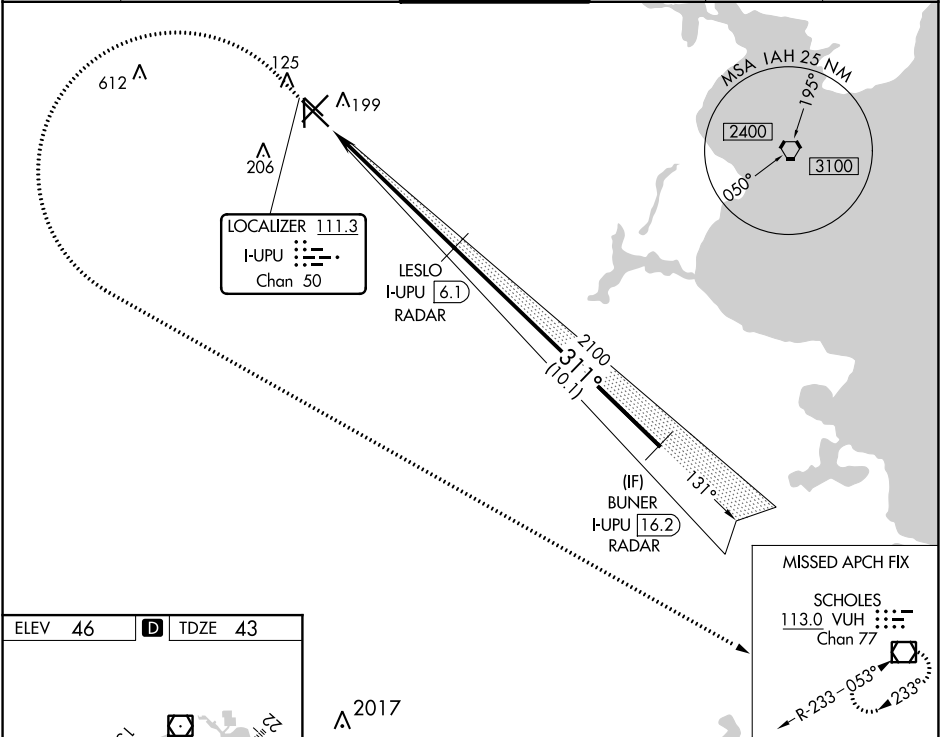 612
125
199
206
MSA IAH 25 NM
195°
2400
3100
050°
LOCALIZER 111.3
I-UPU
Chan 50
LESLO
I-UPU 6.1
RADAR
2100
311°
(10.1)
131°
(IF)
BUNER
I-UPU 16.2
RADAR
MISSED APCH FIX
SCHOLES
113.0 VUH
Chan 77
R-233-053°
233°
ELEV 46 D TDZE 43
22
2017